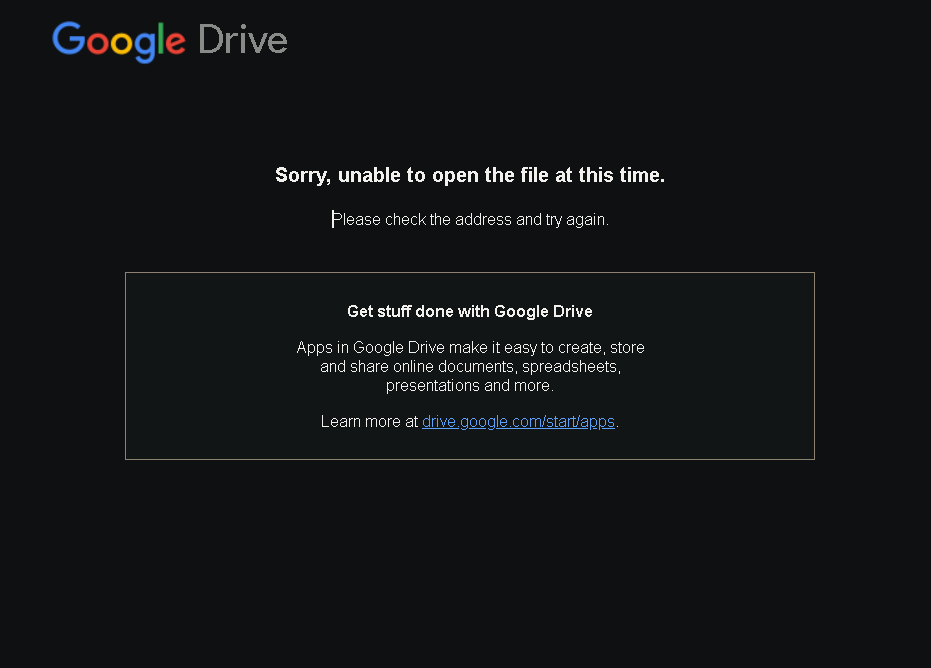 Google Drive
Sorry, unable to open the file at this time.
Please check the address and try again.
Get stuff done with Google Drive
Apps in Google Drive make it easy to create, store
and share online documents, spreadsheets,
presentations and more.
Learn more at drive.google.com/start/apps.